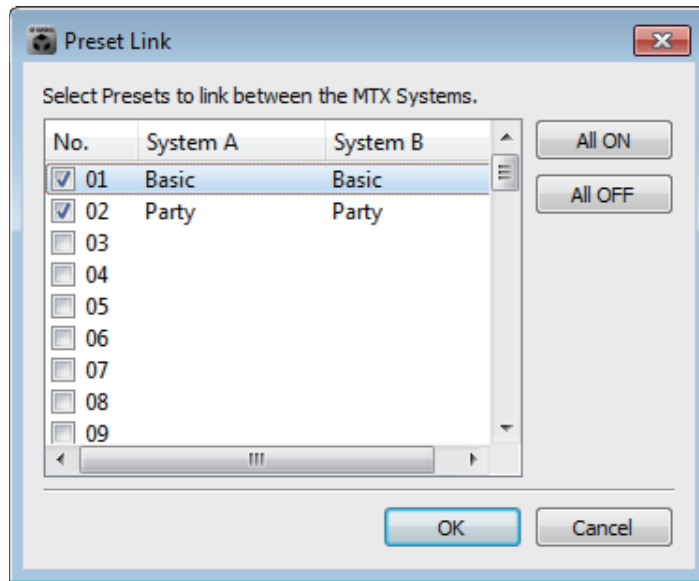 Preset Link
Select Presets to link between the MTX Systems.
No. System A System B
01 Basic Basic
02 Party Party
03
04
05
06
07
08
09
All ON
All OFF
OK Cancel